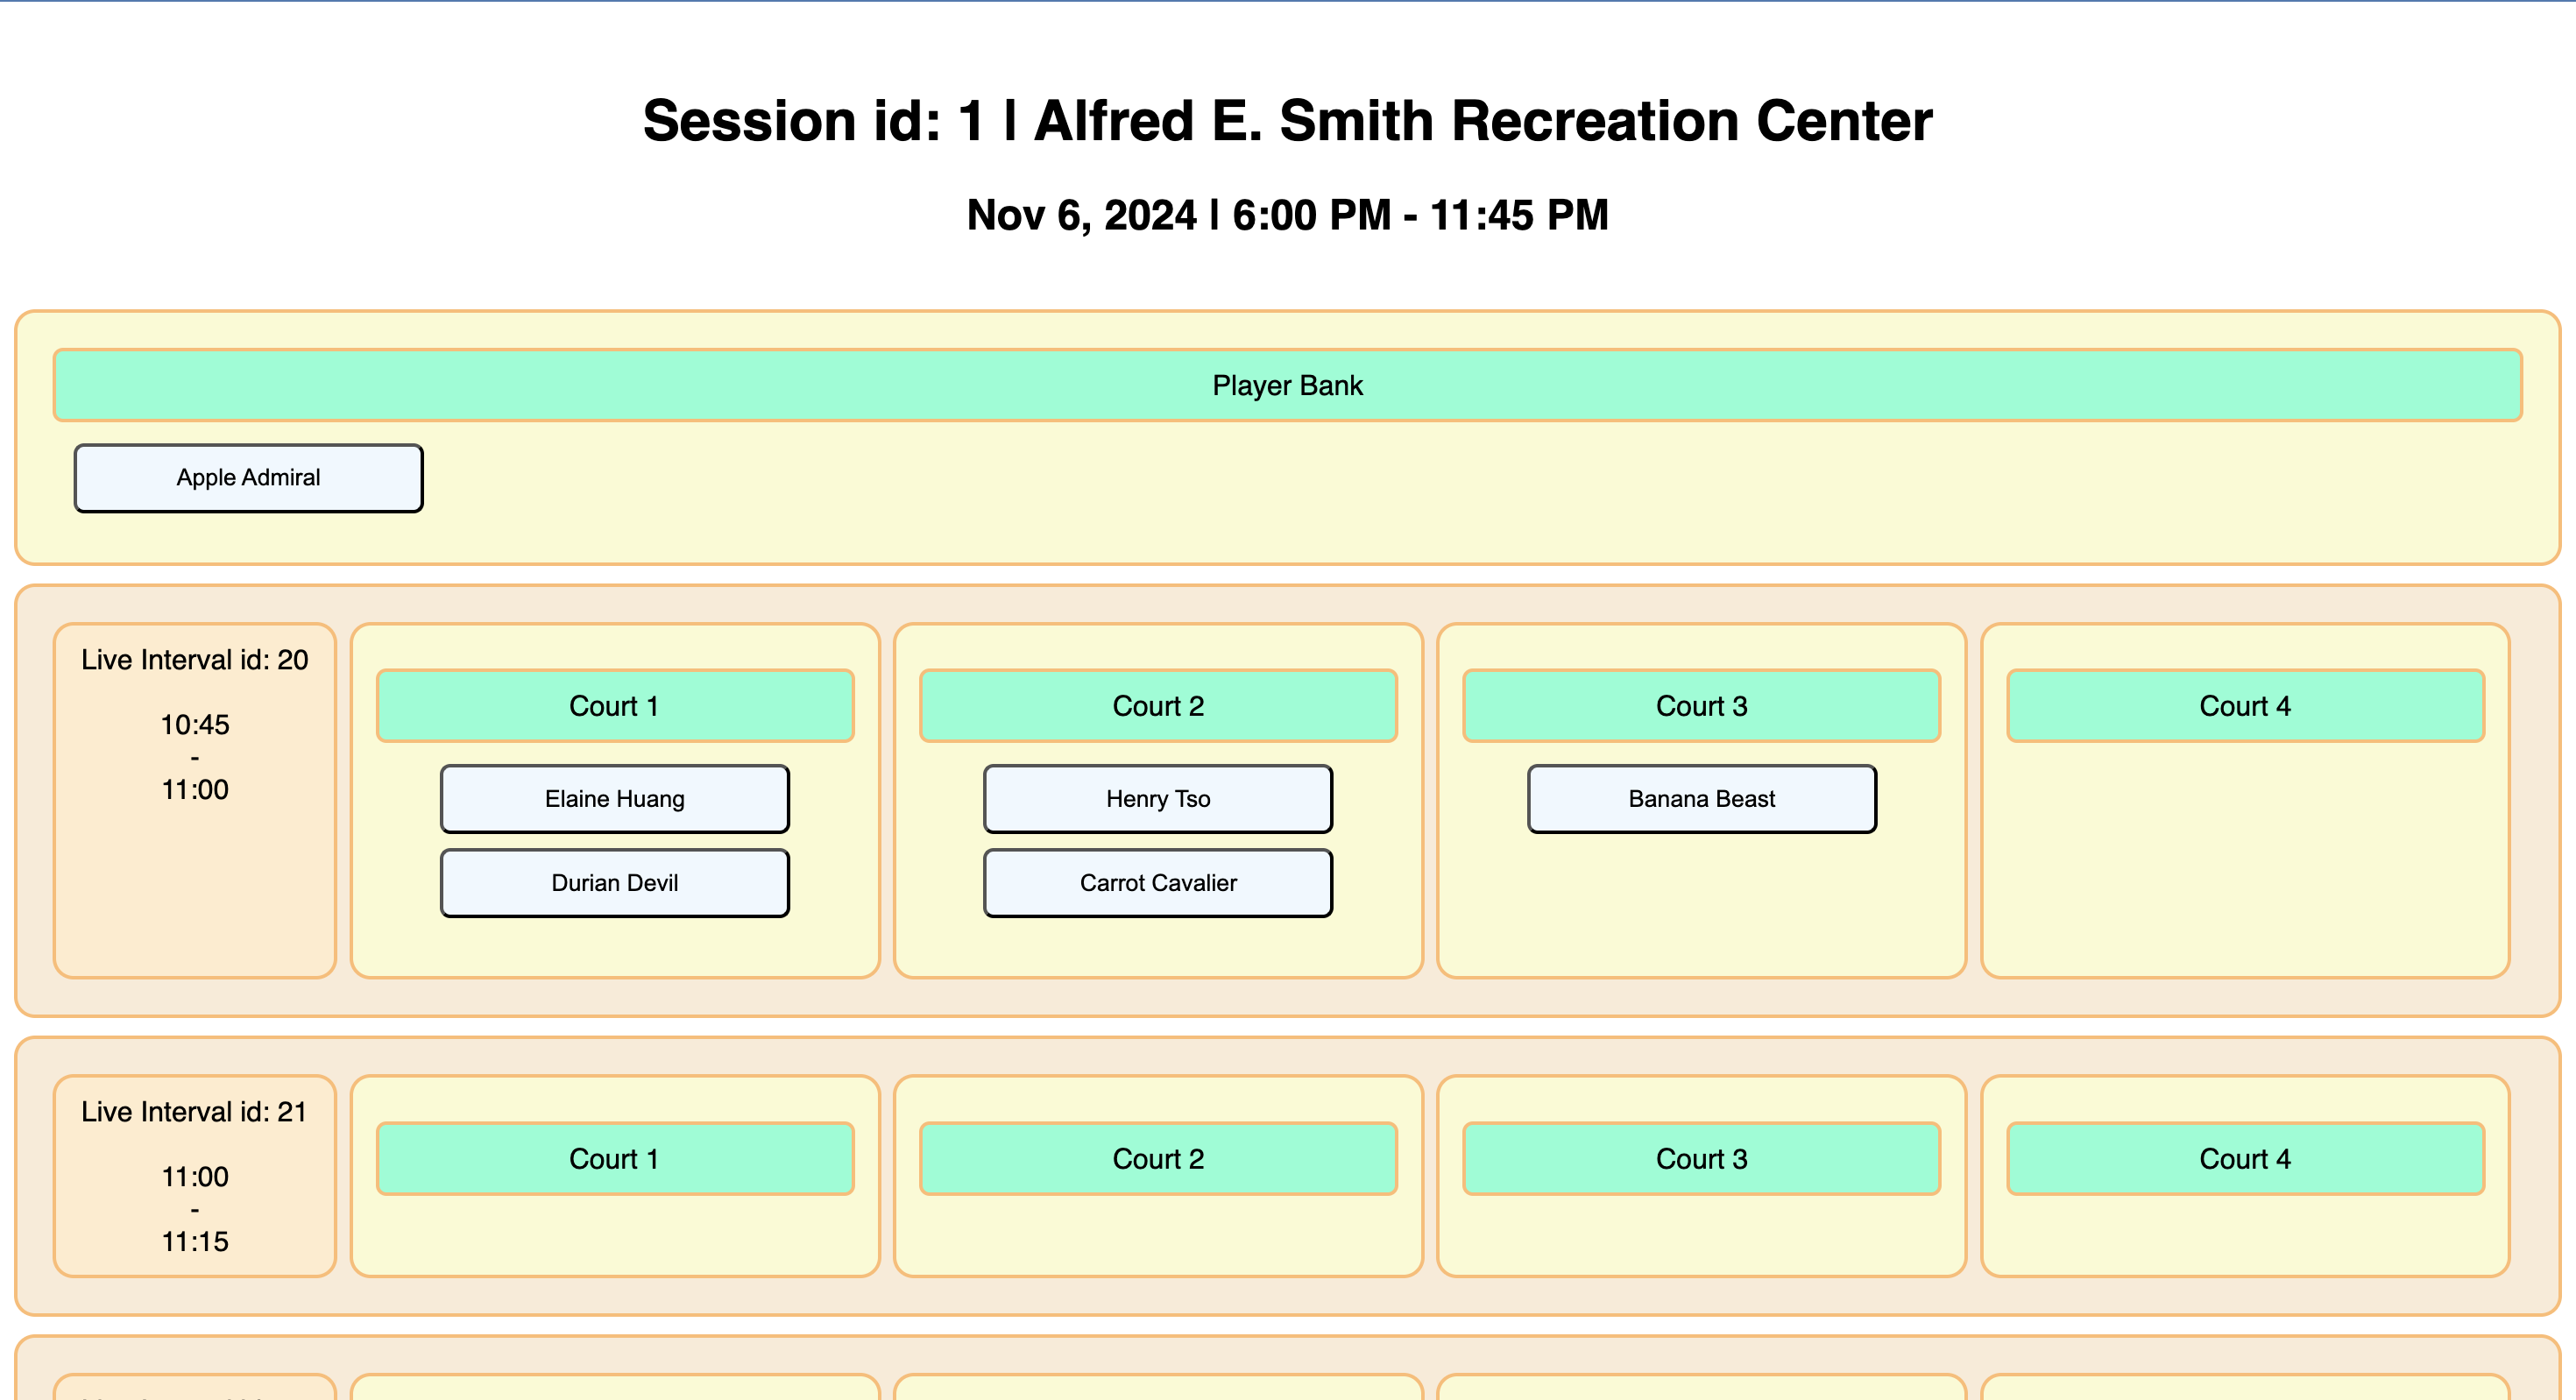 Session id: 1 | Alfred E. Smith Recreation Center
Nov 6, 2024 | 6:00 PM - 11:45 PM
Player Bank
Apple Admiral
Live Interval id: 20
10:45
-
11:00
Court 1
Elaine Huang
Durian Devil
Court 2
Henry Tso
Carrot Cavalier
Court 3
Banana Beast
Court 4
Live Interval id: 21
11:00
-
11:15
Court 1
Court 2
Court 3
Court 4